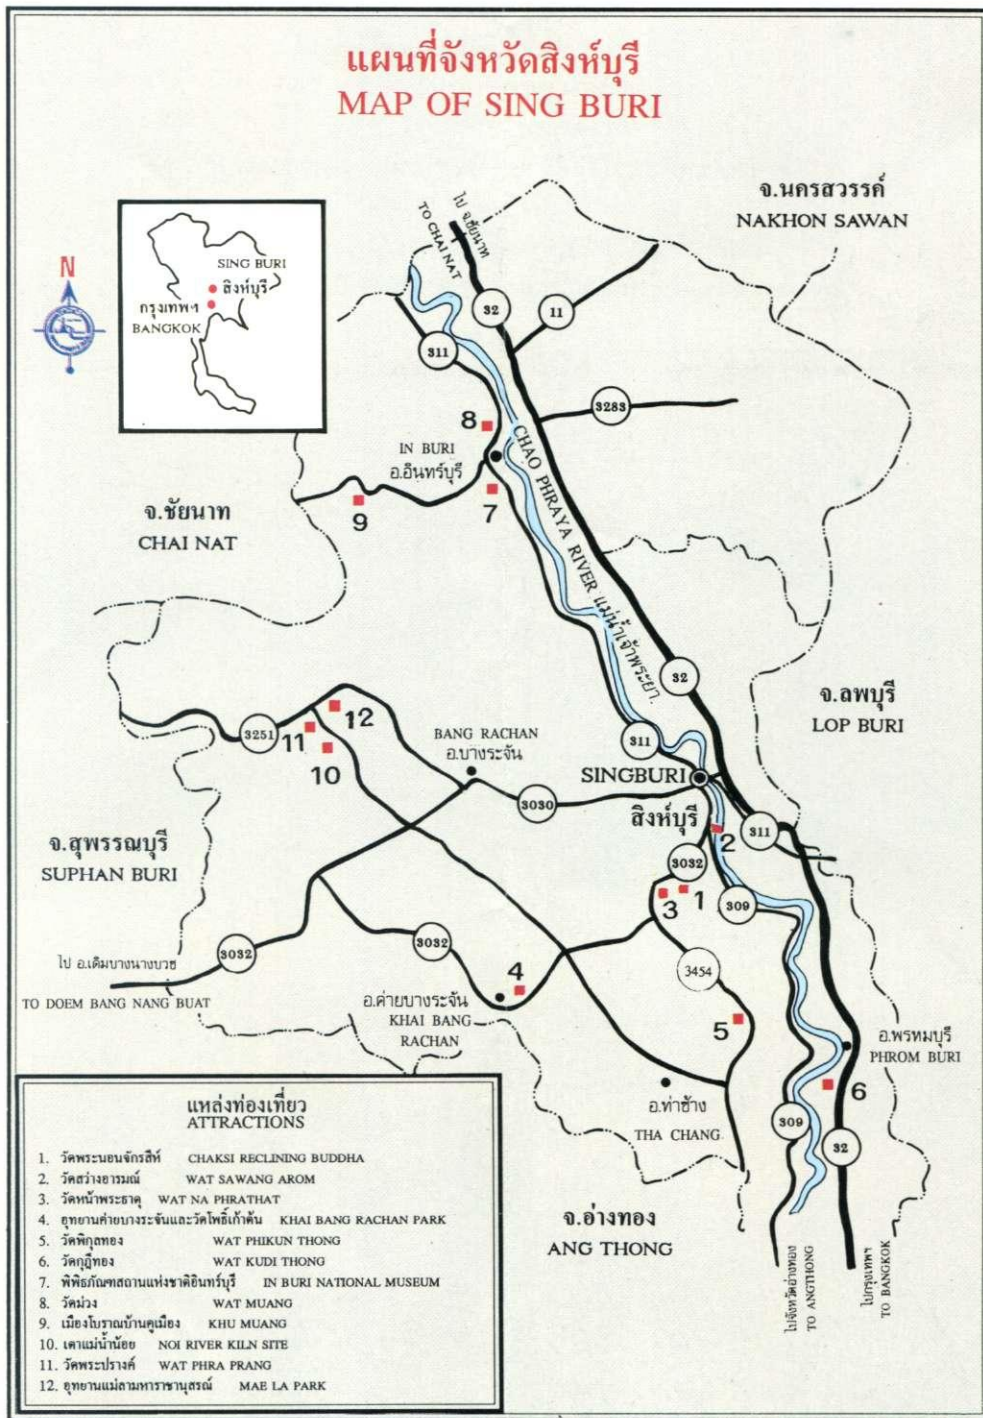 แผนที่จังหวัดสิงห์บุรี
MAP OF SING BURI
จ.นครสวรรค์
NAKHON SAWAN
ไป จ.ชัยนาท
TO CHAI NAT
N
SING BURI
สิงห์บุรี
กรุงเทพฯ
BANGKOK
32
11
311
3283
8
IN BURI
อ.อินทร์บุรี
7
9
CHAO PHRAYA RIVER แม่น้ำเจ้าพระยา
จ.ชัยนาท
CHAI NAT
32
จ.ลพบุรี
LOP BURI
12
3251
11
10
BANG RACHAN
อ.บางระจัน
311
SINGBURI
3030
สิงห์บุรี
2
311
จ.สุพรรณบุรี
SUPHAN BURI
3032
3
1
309
3032
3032
3454
ไป อ.เดิมบางนางบวช
TO DOEM BANG NANG BUAT
4
อ.ค่ายบางระจัน
KHAI BANG
RACHAN
5
อ.พรหมบุรี
PHROM BURI
6
อ.ท่าช้าง
THA CHANG
309
32
จ.อ่างทอง
ANG THONG
ไปจังหวัดอ่างทอง
TO ANGTHONG
ไปกรุงเทพฯ
TO BANGKOK
แหล่งท่องเที่ยว
ATTRACTIONS
1. วัดพระนอนจักรสีห์ CHAKSI RECLINING BUDDHA
2. วัดสว่างอารมณ์ WAT SAWANG AROM
3. วัดหน้าพระธาตุ WAT NA PHRATHAT
4. อุทยานค่ายบางระจันและวัดโพธิ์เก้าต้น KHAI BANG RACHAN PARK
5. วัดพิกุลทอง WAT PHIKUN THONG
6. วัดกุฎีทอง WAT KUDI THONG
7. พิพิธภัณฑสถานแห่งชาติอินทร์บุรี IN BURI NATIONAL MUSEUM
8. วัดม่วง WAT MUANG
9. เมืองโบราณบ้านคูเมือง KHU MUANG
10. เตาแม่น้ำน้อย NOI RIVER KILN SITE
11. วัดพระปรางค์ WAT PHRA PRANG
12. อุทยานแม่ลามหาราชานุสรณ์ MAE LA PARK